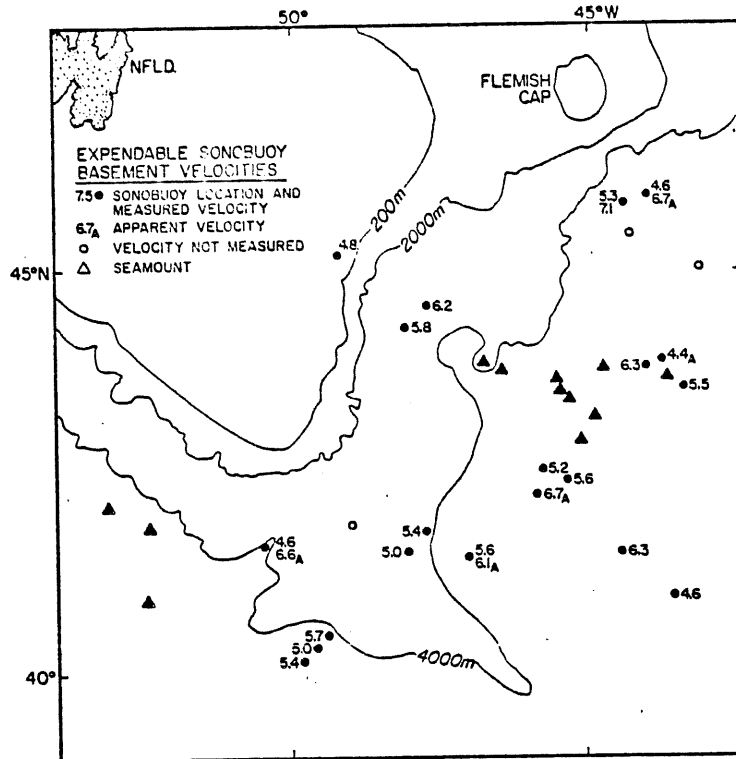 50°
45°W
NFLD.
FLEMISH
CAP
EXPENDABLE SONOBUOY
BASEMENT VELOCITIES
7.5 SONOBUOY LOCATION AND
MEASURED VELOCITY
6.7A APPARENT VELOCITY
VELOCITY NOT MEASURED
SEAMOUNT
200m
2000m
5.3
7.1
4.6
6.7A
4.8
45°N
6.2
5.8
6.3
4.4A
5.5
5.2
5.6
6.7A
4.6
6.6A
5.4
5.0
5.6
6.1A
6.3
4.6
5.7
5.0
5.4
4000m
40°